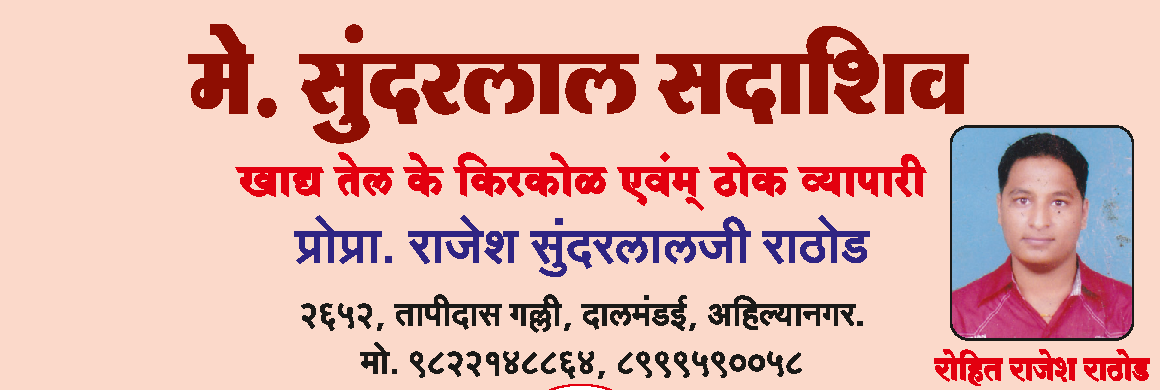 मे. सुंदरलाल सदाशिव
खाद्य तेल के किरकोळ एवंम् ठोक व्यापारी
प्रोप्रा. राजेश सुंदरलालजी राठोड
२६५२, तापीदास गल्ली, दालमंडई, अहिल्यानगर.
मो. ९८२२१४८८६४, ८९९९५९००५८
रोहित राजेश राठोड